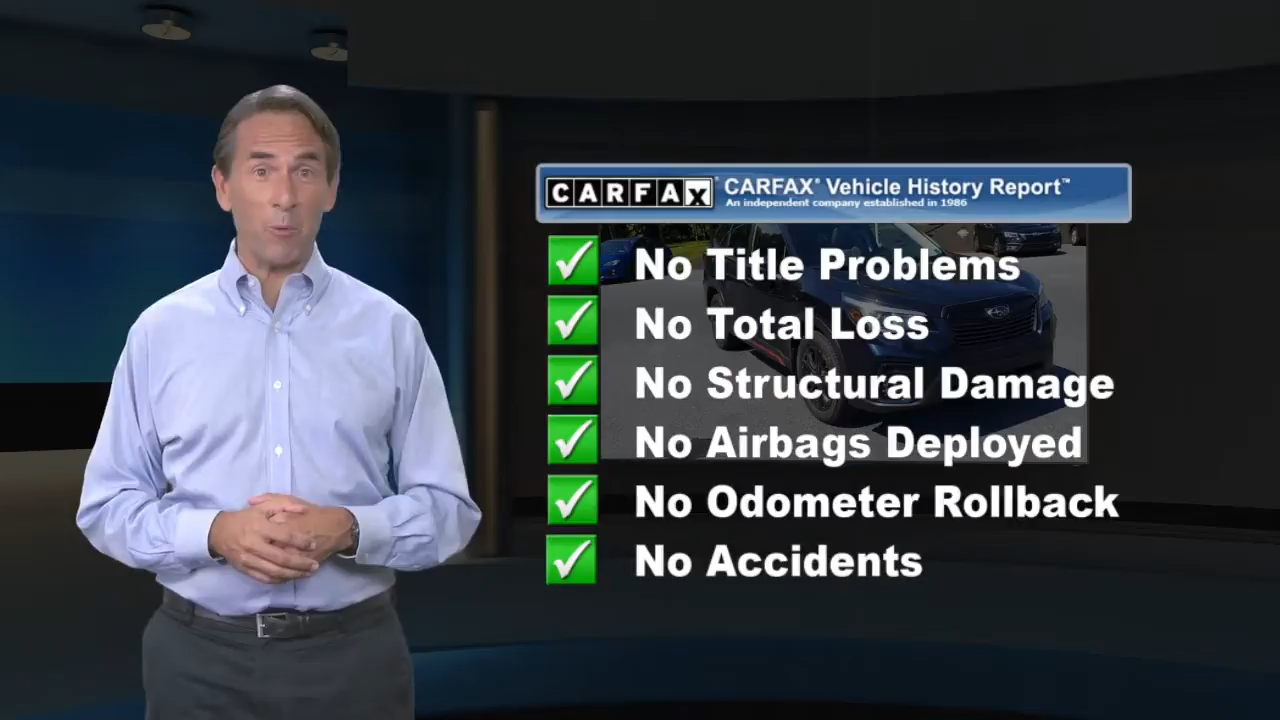 CARFAX® CARFAX® Vehicle History Report™
An independent company established in 1986
No Title Problems
No Total Loss
No Structural Damage
No Airbags Deployed
No Odometer Rollback
No Accidents